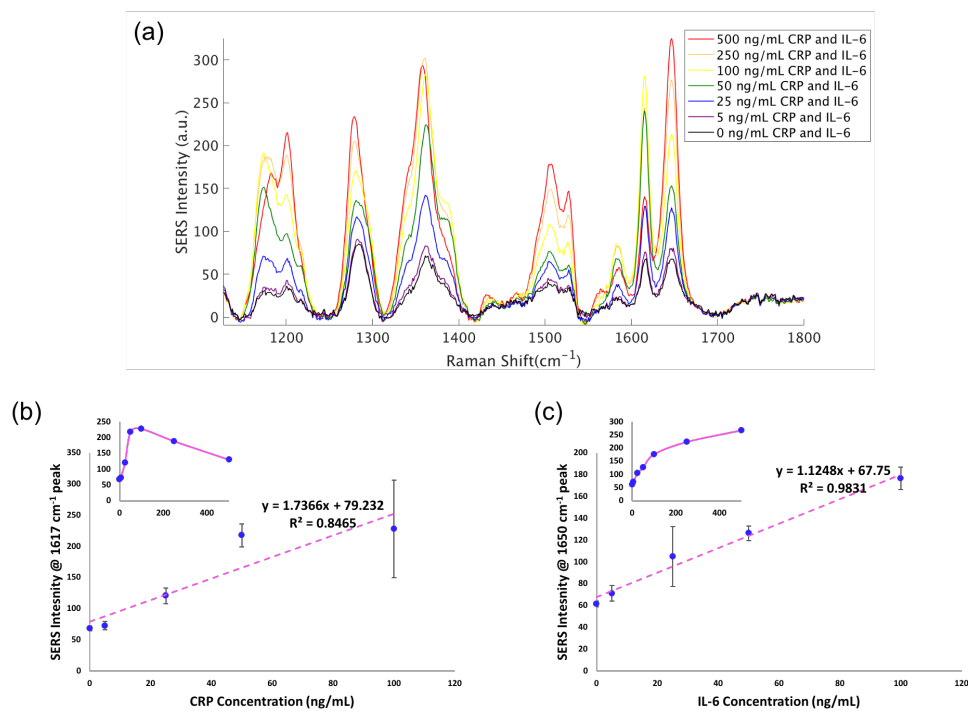 (a)
500 ng/mL CRP and IL-6
250 ng/mL CRP and IL-6
100 ng/mL CRP and IL-6
50 ng/mL CRP and IL-6
25 ng/mL CRP and IL-6
5 ng/mL CRP and IL-6
0 ng/mL CRP and IL-6
SERS Intensity (a.u.)
300
250
200
150
100
50
0
1200 1300 1400 1500 1600 1700 1800
Raman Shift(cm⁻¹)
(b)
250
200
150
100
50
0
0 200 400
350
300
250
200
150
100
50
0
y = 1.7366x + 79.232
R² = 0.8465
SERS Intesnity @ 1617 cm⁻¹ peak
0 20 40 60 80 100 120
CRP Concentration (ng/mL)
(c)
300
250
200
150
100
50
0
0 200 400
200
180
160
140
120
100
80
60
40
20
0
y = 1.1248x + 67.75
R² = 0.9831
SERS Intesnity @ 1650 cm⁻¹ peak
0 20 40 60 80 100 120
IL-6 Concentration (ng/mL)